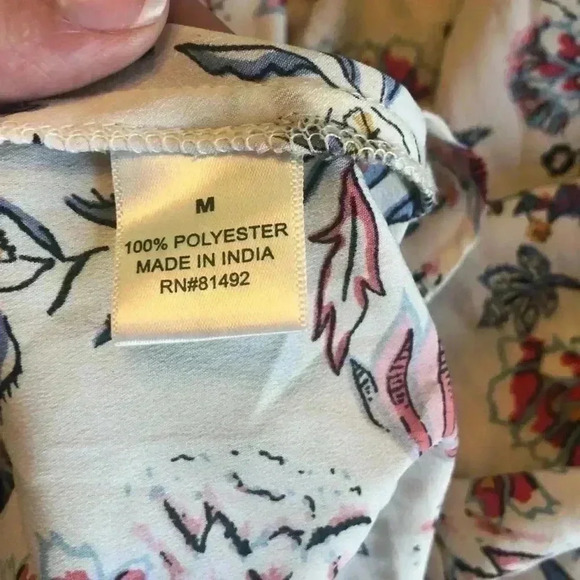 M
100% POLYESTER
MADE IN INDIA
RN#81492